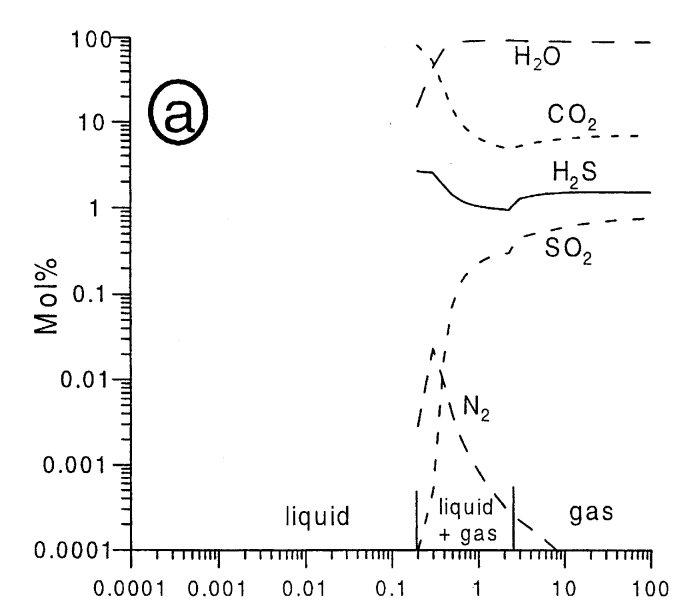 100
10
1
0.1
0.01
0.001
0.0001
Mol%
a
H₂O
CO₂
H₂S
SO₂
N₂
liquid
liquid
+ gas
gas
0.0001
0.001
0.01
0.1
1
10
100